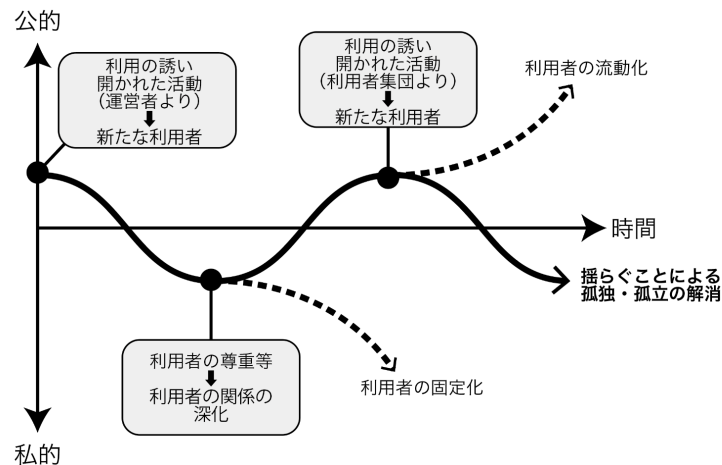 公的
利用の誘い
開かれた活動
（運営者より）
新たな利用者
利用の誘い
開かれた活動
（利用者集団より）
新たな利用者
利用者の流動化
時間
揺らぐことによる
孤独・孤立の解消
利用者の尊重等
利用者の関係の
深化
利用者の固定化
私的